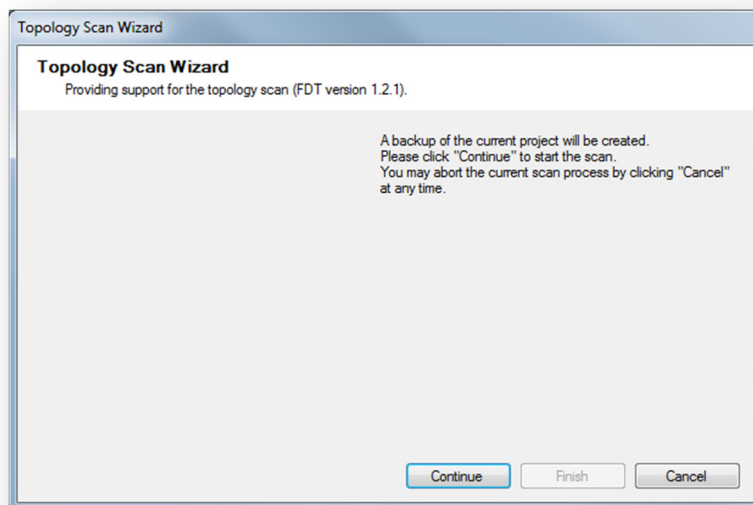 Topology Scan Wizard
Topology Scan Wizard
Providing support for the topology scan (FDT version 1.2.1).
A backup of the current project will be created.
Please click "Continue" to start the scan.
You may abort the current scan process by clicking "Cancel"
at any time.
Continue
Finish
Cancel